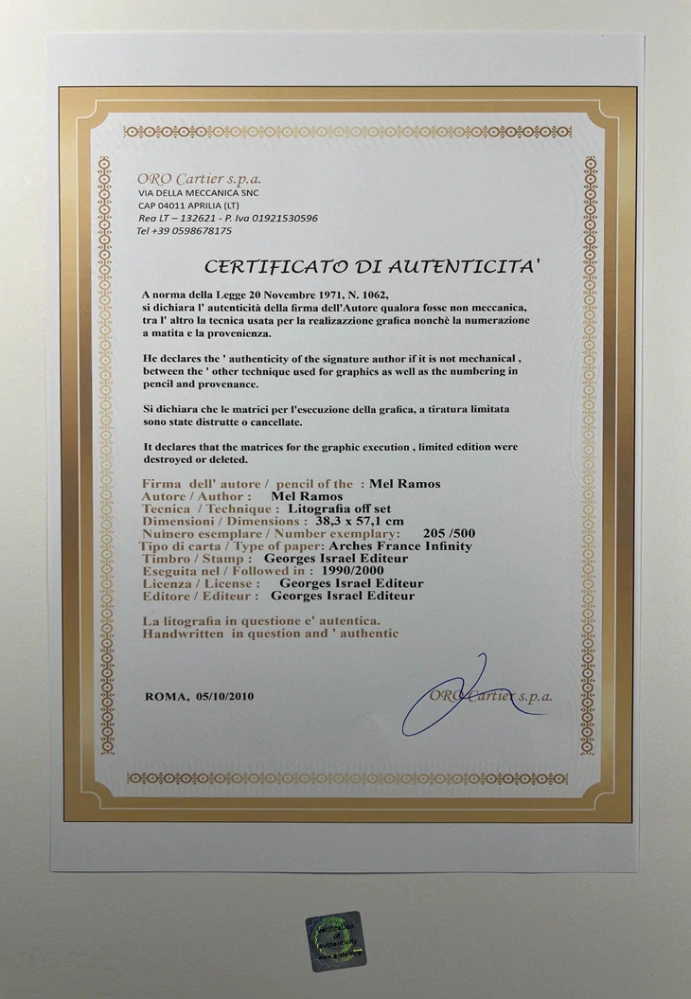 ORO Cartier s.p.a.
VIA DELLA MECCANICA SNC
CAP 04011 APRILIA (LT)
Rea LT – 132621 - P. Iva 01921530596
Tel +39 0598678175
CERTIFICATO DI AUTENTICITA'
A norma della Legge 20 Novembre 1971, N. 1062,
si dichiara l' autenticità della firma dell'Autore qualora fosse non meccanica,
tra l' altro la tecnica usata per la realizazzione grafica nonchè la numerazione
a matita e la provenienza.
He declares the ' authenticity of the signature author if it is not mechanical ,
between the ' other technique used for graphics as well as the numbering in
pencil and provenance.
Si dichiara che le matrici per l'esecuzione della grafica, a tiratura limitata
sono state distrutte o cancellate.
It declares that the matrices for the graphic execution , limited edition were
destroyed or deleted.
Firma dell' autore / pencil of the : Mel Ramos
Autore / Author : Mel Ramos
Tecnica / Technique : Litografia off set
Dimensioni / Dimensions : 38,3 x 57,1 cm
Numero esemplare / Number exemplary: 205 /500
Tipo di carta / Type of paper: Arches France Infinity
Timbro / Stamp : Georges Israel Editeur
Eseguita nel / Followed in : 1990/2000
Licenza / License : Georges Israel Editeur
Editore / Editeur : Georges Israel Editeur
La litografia in questione e' autentica.
Handwritten in question and ' authentic
ROMA, 05/10/2010
ORO Cartier s.p.a.
of
authenticity